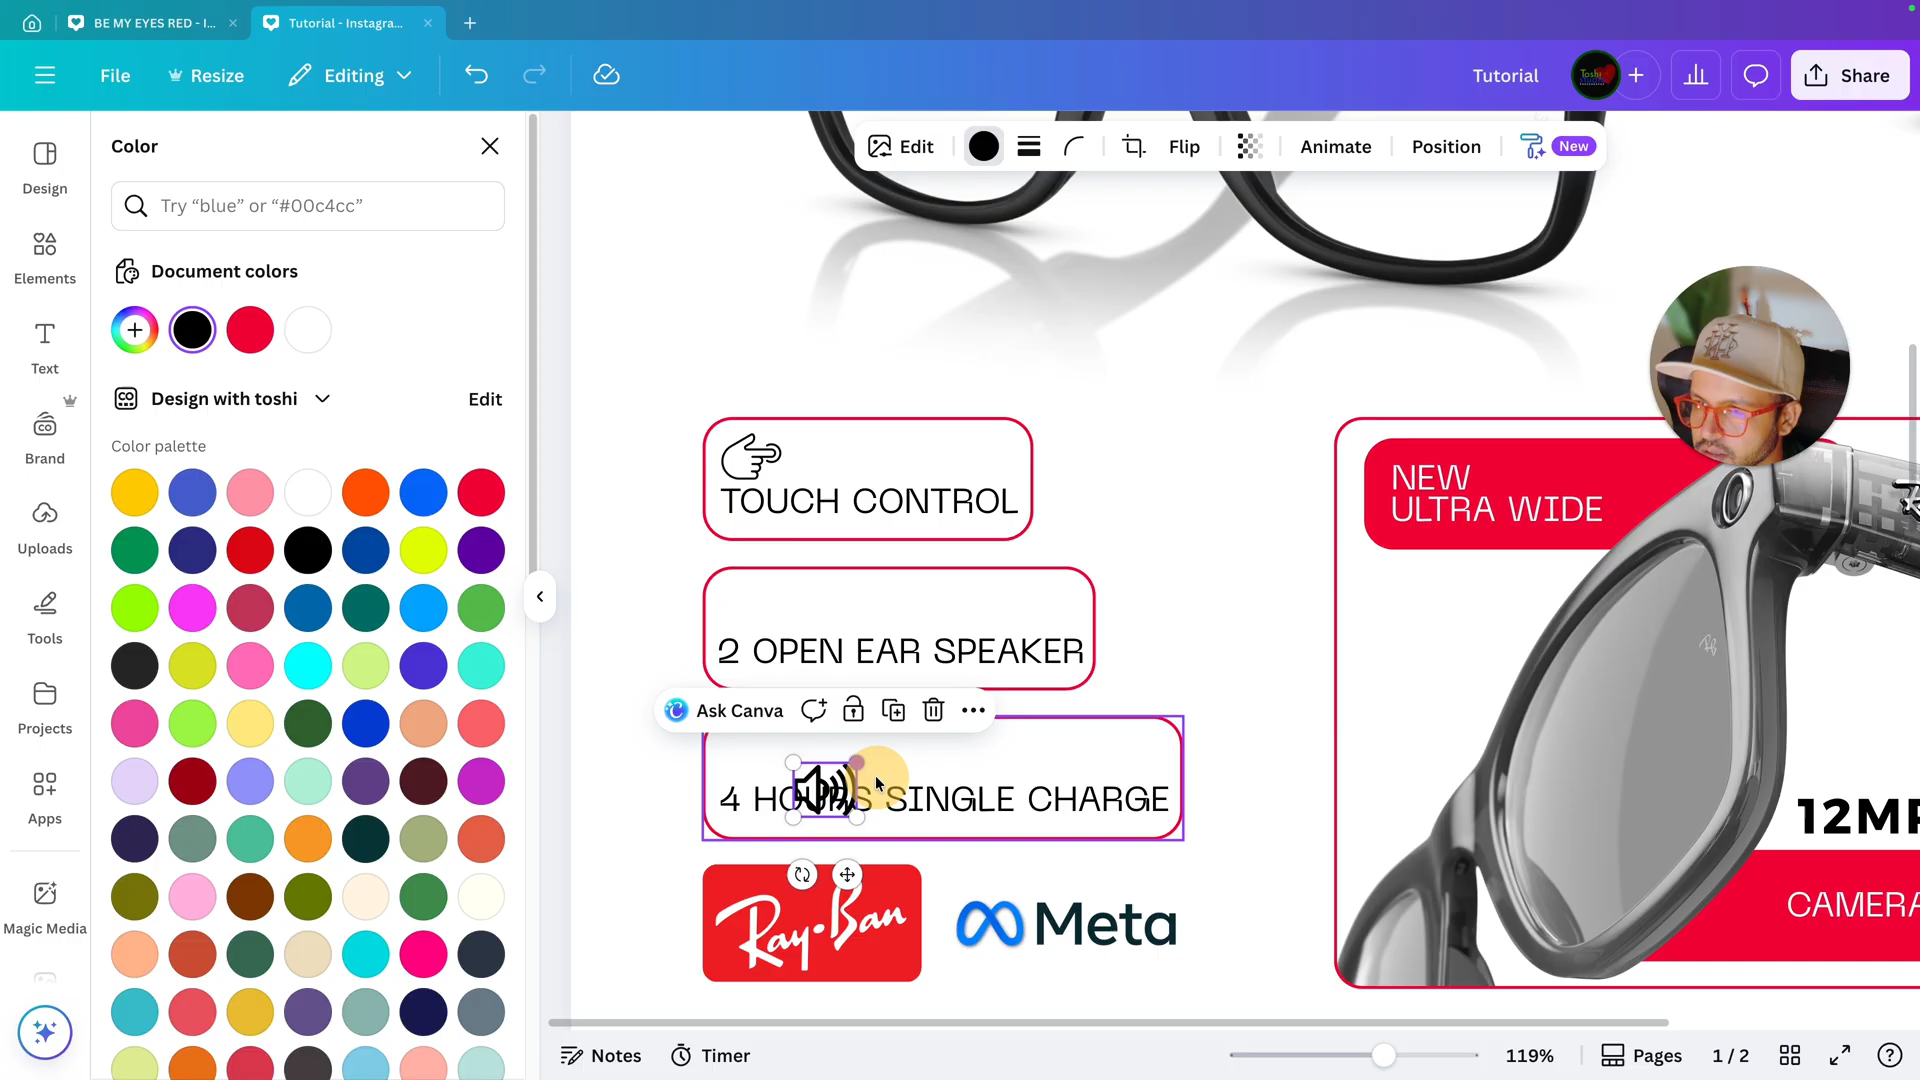 BE MY EYES RED - I...
Tutorial - Instagra...
File
Resize
Editing
Tutorial
Share
Design
Elements
Text
Brand
Uploads
Tools
Projects
Apps
Magic Media
Color
Try “blue” or “#00c4cc”
Document colors
Design with toshi
Edit
Color palette
Edit
Flip
Animate
Position
New
TOUCH CONTROL
2 OPEN EAR SPEAKER
Ask Canva
4 HOURS SINGLE CHARGE
Ray-Ban
Meta
NEW
ULTRA WIDE
12MP
CAMERA
Notes
Timer
119%
Pages
1 / 2